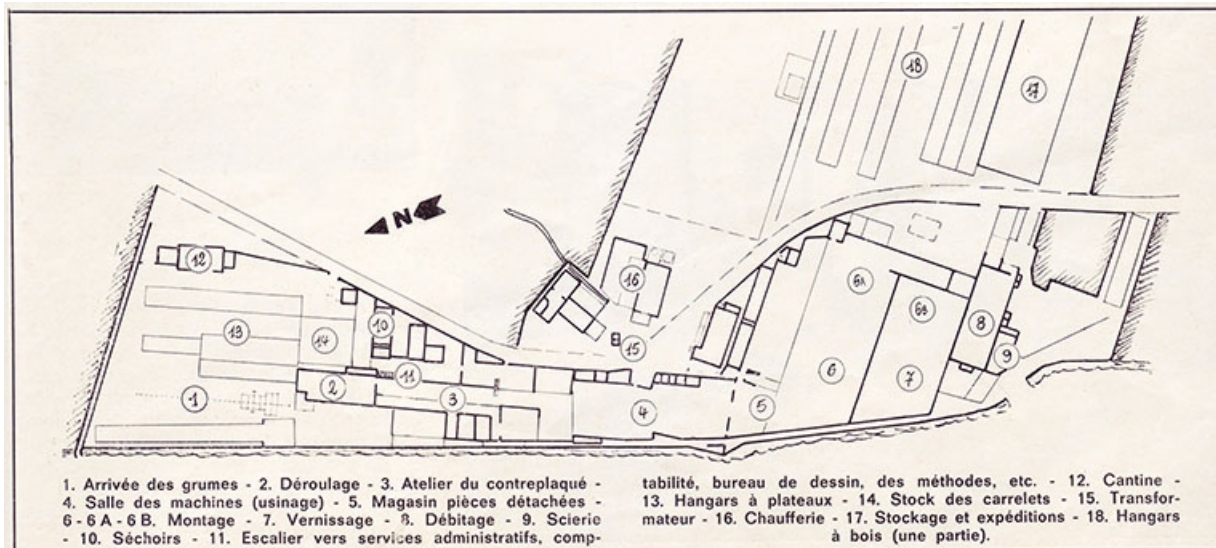 18
17
N
12
16
6A
10
13
14
6B
8
15
11
9
2
6
7
1
3
4
5
1. Arrivée des grumes - 2. Déroulage - 3. Atelier du contreplaqué -
4. Salle des machines (usinage) - 5. Magasin pièces détachées -
6 - 6 A - 6 B. Montage - 7. Vernissage - 8. Débitage - 9. Scierie
- 10. Séchoirs - 11. Escalier vers services administratifs, comp-
tabilité, bureau de dessin, des méthodes, etc. - 12. Cantine -
13. Hangars à plateaux - 14. Stock des carrelets - 15. Transfor-
mateur - 16. Chaufferie - 17. Stockage et expéditions - 18. Hangars
à bois (une partie).